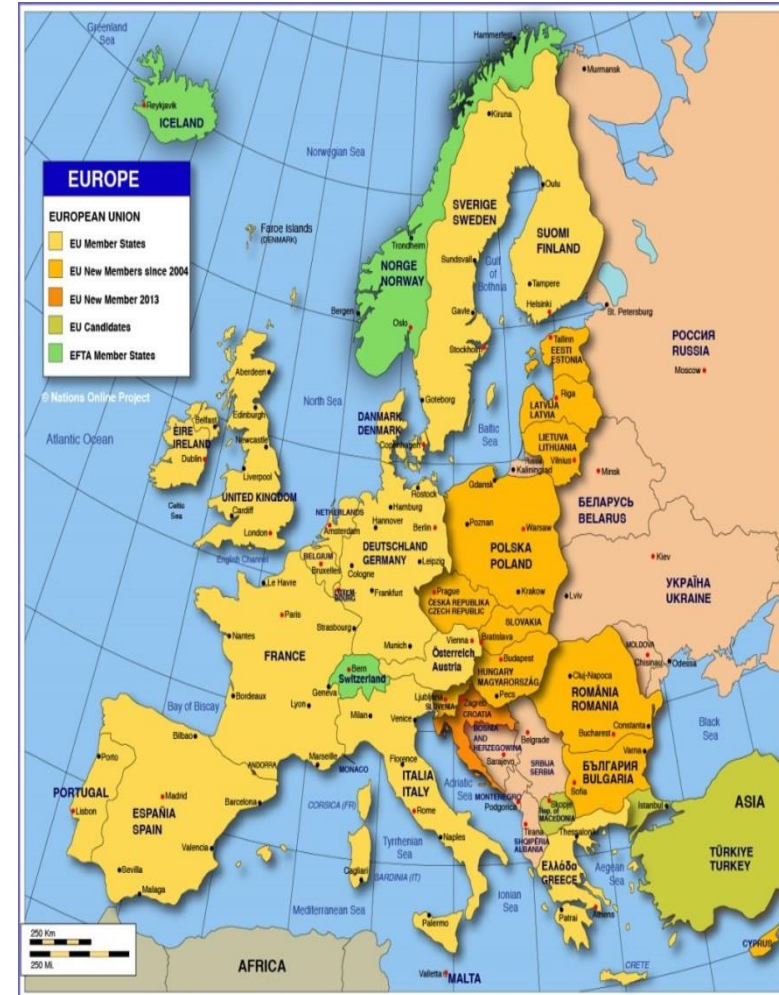 Greenland
Sea
Hammerfest
Murmansk
Reykjavik
ICELAND
Kiruna
Norwegian Sea
EUROPE
EUROPEAN UNION
EU Member States
EU New Members since 2004
EU New Member 2013
EU Candidates
EFTA Member States
© Nations Online Project
Oulu
SVERIGE
SWEDEN
SUOMI
FINLAND
Faroe Islands
(DENMARK)
Trondheim
NORGE
NORWAY
Sundsvall
Gulf
of
Bothnia
Tampere
Helsinki
Bergen
Oslo
Gavle
St. Petersburg
Stockholm
Tallinn
EESTI
ESTONIA
РОССИЯ
RUSSIA
Moscow
Aberdeen
North Sea
Goteborg
Riga
LATVIJA
LATVIA
Edinburgh
DANMARK
DENMARK
Baltic
Sea
LIETUVA
LITHUANIA
Atlantic Ocean
ÉIRE
IRELAND
Belfast
Newcastle
Copenhagen
Vilnius
Kaliningrad
Minsk
Dublin
Liverpool
Rostock
Gdansk
БЕЛАРУСЬ
BELARUS
Celtic
Sea
UNITED KINGDOM
Cardiff
NETHERLANDS
Hamburg
Hannover
Berlin
Poznan
Warsaw
London
Amsterdam
DEUTSCHLAND
GERMANY
POLSKA
POLAND
Kiev
English Channel
BELGIUM
Bruxelles
Leipzig
Cologne
УКРАЇНА
UKRAINE
Le Havre
LUXEM-
BOURG
Frankfurt
Prague
ČESKA REPUBLIKA
CZECH REPUBLIC
Krakow
Lviv
Paris
Strasbourg
SLOVAKIA
Nantes
Munich
Vienna
Bratislava
Österreich
Austria
Budapest
MOLDOVA
Chisinau
Odessa
FRANCE
Bern
Switzerland
HUNGARY
MAGYARORSZÁG
Cluj-Napoca
Geneva
Ljubljana
SLOVENIA
Pecs
ROMÂNIA
ROMANIA
Bay of Biscay
Bordeaux
Lyon
Milan
Venice
Zagreb
CROATIA
Constanta
Bilbao
BOSNIA
AND
HERZEGOWINA
Belgrade
Bucharest
Black
Sea
Porto
Marseille
Florence
Sarajevo
SRBIJA
SERBIA
Varna
ANDORRA
MONACO
ITALIA
ITALY
Adriatic
Sea
БЪЛГАРИЯ
BULGARIA
PORTUGAL
Madrid
Barcelona
CORSICA (FR)
MONTENEGRO
Podgorica
Sofia
Lisbon
ESPAÑIA
SPAIN
Rome
Skopje
Rep. of
MACEDONIA
Istanbul
ASIA
Tirana
SHQIPËRIA
ALBANIA
Thessaloniki
Valencia
Tyrrhenian
Sea
Naples
TÜRKIYE
TURKEY
Sevilla
Cagliari
SARDINIA (IT)
Ελλάδα
GREECE
Aegean
Sea
Malaga
Ionian
Sea
Mediterranean Sea
Palermo
Patrai
Athens
250 Km
250 Mi.
AFRICA
Valletta
MALTA
CRETE
CYPRUS